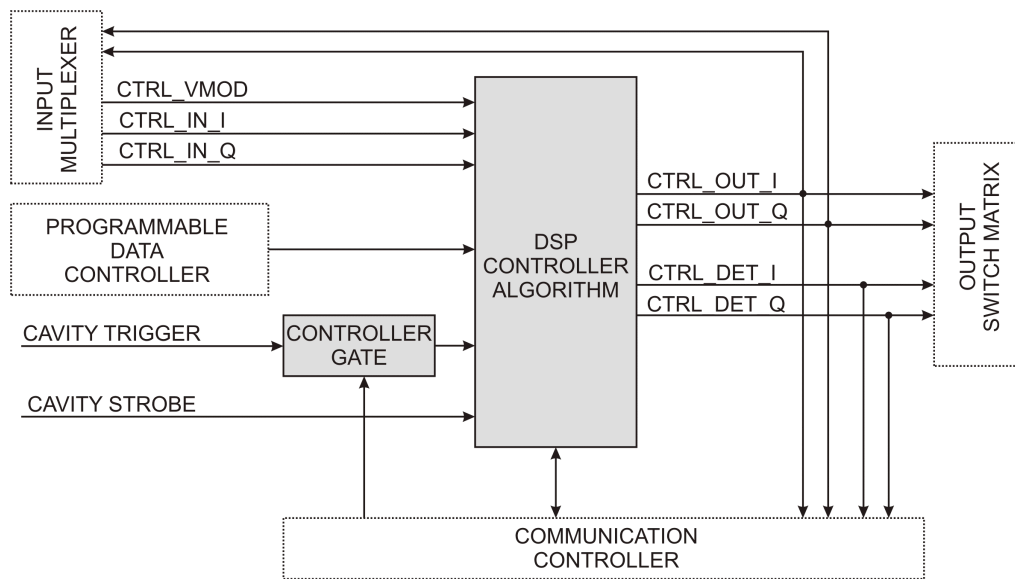 INPUT
MULTIPLEXER
CTRL_VMOD
CTRL_IN_I
CTRL_IN_Q
PROGRAMMABLE
DATA
CONTROLLER
CAVITY TRIGGER
CONTROLLER
GATE
CAVITY STROBE
DSP
CONTROLLER
ALGORITHM
CTRL_OUT_I
CTRL_OUT_Q
CTRL_DET_I
CTRL_DET_Q
OUTPUT
SWITCH MATRIX
COMMUNICATION
CONTROLLER